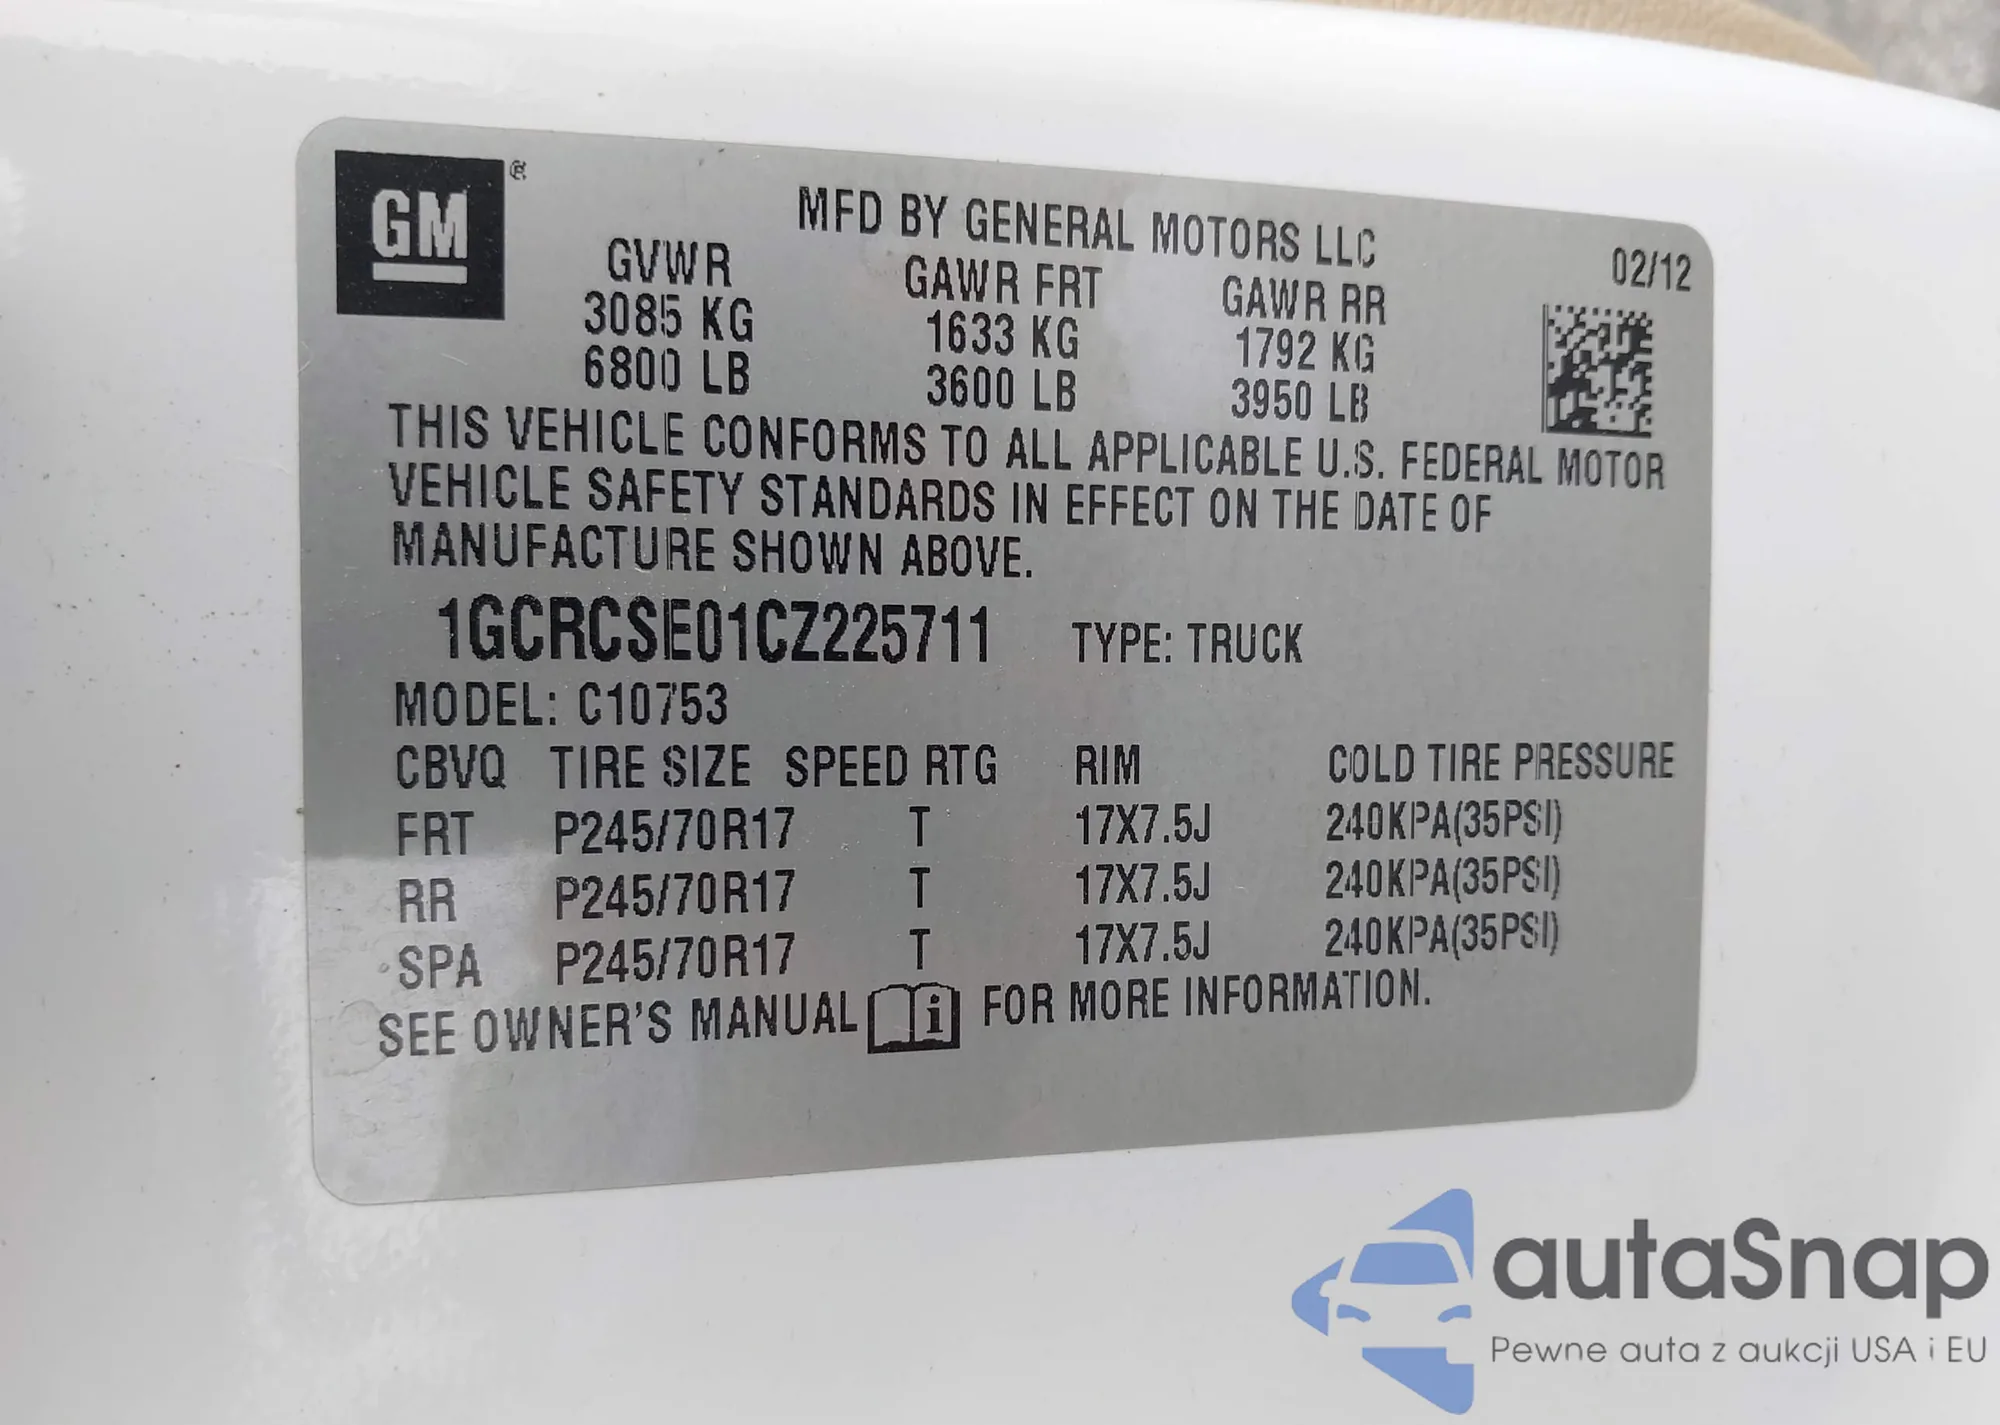 GM ®
MFD BY GENERAL MOTORS LLC
02/12
GVWR GAWR FRT GAWR RR
3085 KG 1633 KG 1792 KG
6800 LB 3600 LB 3950 LB
THIS VEHICLE CONFORMS TO ALL APPLICABLE U.S. FEDERAL MOTOR
VEHICLE SAFETY STANDARDS IN EFFECT ON THE DATE OF
MANUFACTURE SHOWN ABOVE.
1GCRCSE01CZ225711 TYPE: TRUCK
MODEL: C10753
CBVQ TIRE SIZE SPEED RTG RIM COLD TIRE PRESSURE
FRT P245/70R17 T 17X7.5J 240KPA(35PSI)
RR P245/70R17 T 17X7.5J 240KPA(35PSI)
SPA P245/70R17 T 17X7.5J 240KPA(35PSI)
SEE OWNER'S MANUAL i FOR MORE INFORMATION.
autaSnap
Pewne auta z aukcji USA i EU